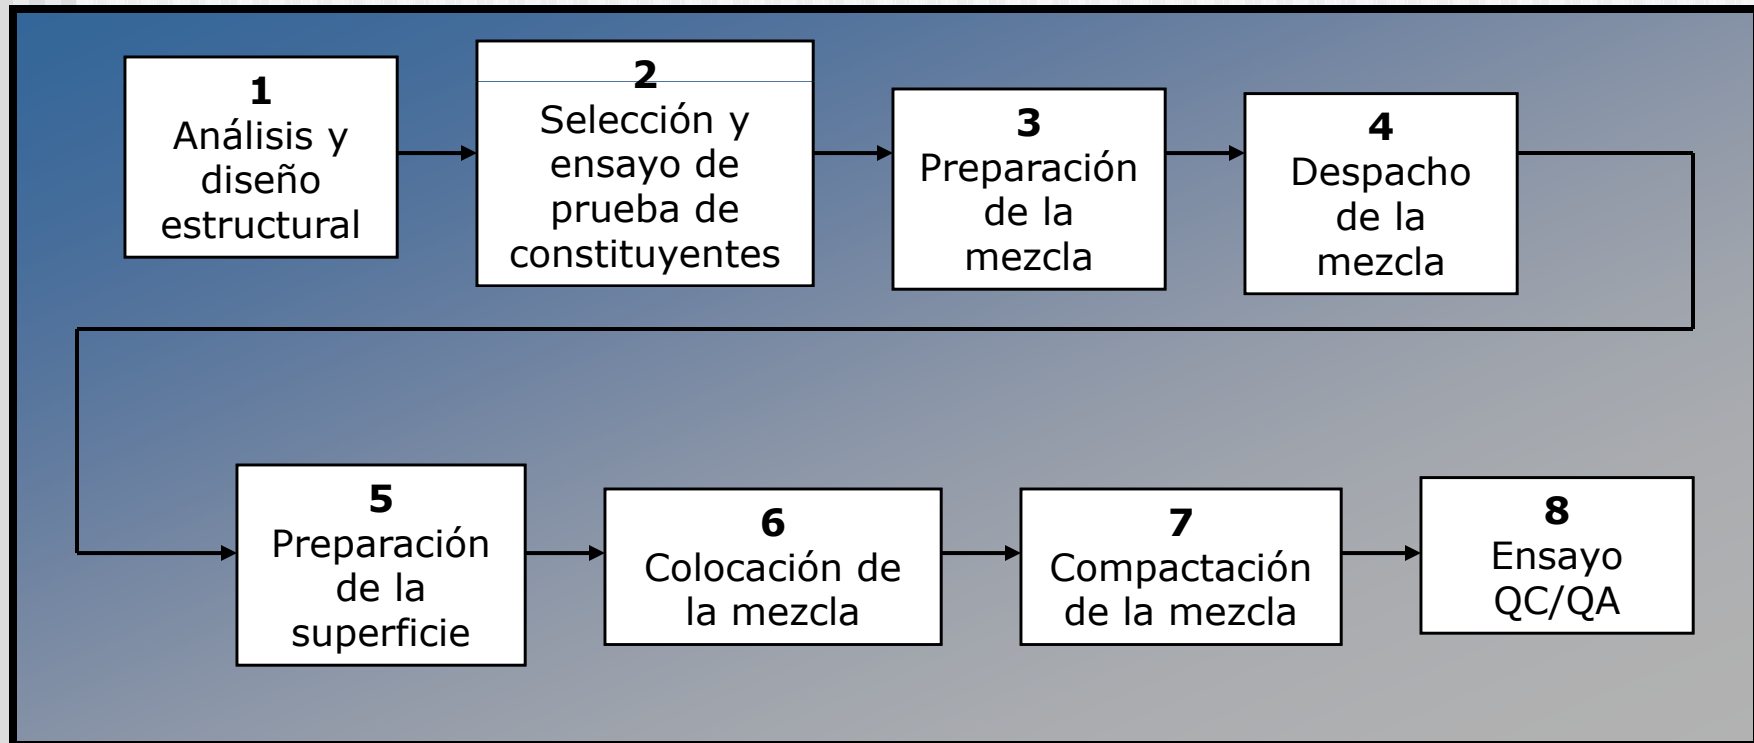 1
Análisis y
diseño
estructural
2
Selección y
ensayo de
prueba de
constituyentes
3
Preparación
de la
mezcla
4
Despacho
de la
mezcla
5
Preparación
de la
superficie
6
Colocación de
la mezcla
7
Compactación
de la mezcla
8
Ensayo
QC/QA